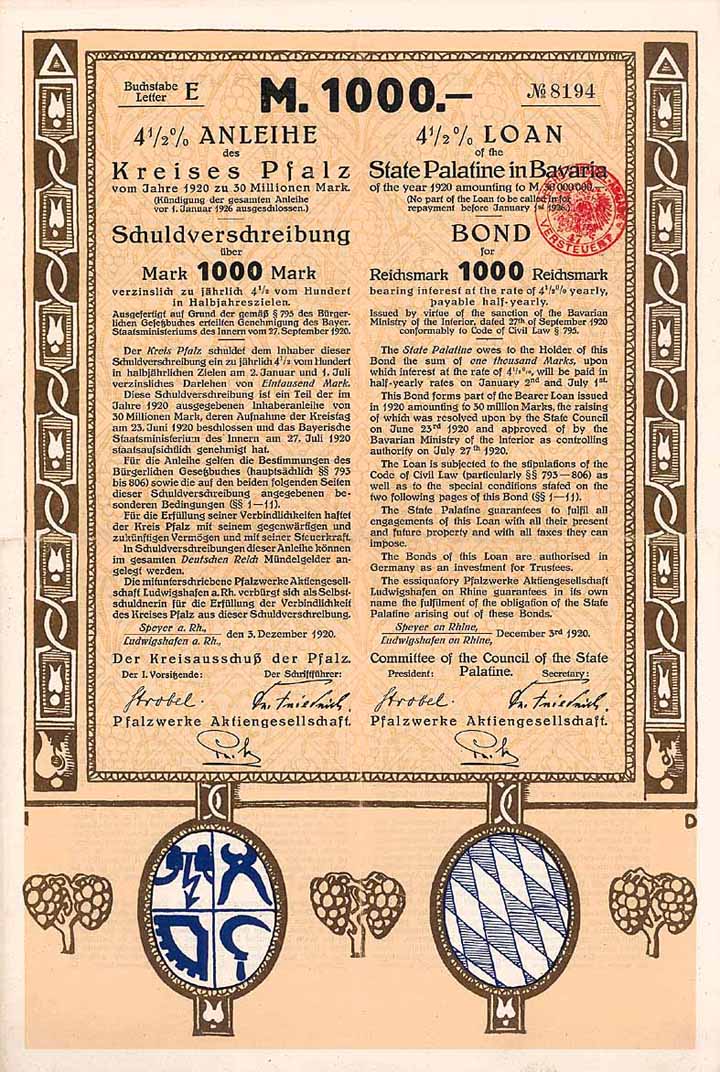 Buchstabe
Letter E
M. 1000.—
№ 8194
4 1/2 % ANLEIHE
des
Kreises Pfalz
vom Jahre 1920 zu 30 Millionen Mark.
(Kündigung der gesamten Anleihe
vor 1. Januar 1926 ausgeschlossen.)
Schuldverschreibung
über
Mark 1000 Mark
verzinslich zu jährlich 4 1/2 vom Hundert
in Halbjahreszielen.
Ausgefertigt auf Grund der gemäß § 795 des Bürger-
lichen Gesetzbuches erteilten Genehmigung des Bayer.
Staatsministeriums des Innern vom 27. September 1920.
Der Kreis Pfalz schuldet dem Inhaber dieser
Schuldverschreibung ein zu jährlich 4 1/2 vom Hundert
in halbjährlichen Zielen am 2. Januar und 1. Juli
verzinsliches Darlehen von Eintausend Mark.
Diese Schuldverschreibung ist ein Teil der im
Jahre 1920 ausgegebenen Inhaberanleihe von
30 Millionen Mark, deren Aufnahme der Kreistag
am 23. Juni 1920 beschlossen und das Bayerische
Staatsministerium des Innern am 27. Juli 1920
staatsaufsichtlich genehmigt hat.
Für die Anleihe gelten die Bestimmungen des
Bürgerlichen Gesetzbuches (hauptsächlich §§ 793
bis 806) sowie die auf den beiden folgenden Seiten
dieser Schuldverschreibung angegebenen be-
sonderen Bedingungen (§§ 1—11).
Für die Erfüllung seiner Verbindlichkeiten haftet
der Kreis Pfalz mit seinem gegenwärtigen und
zukünftigen Vermögen und mit seiner Steuerkraft.
In Schuldverschreibungen dieser Anleihe können
im gesamten Deutschen Reich Mündelgelder an-
gelegt werden.
Die mitunterschriebene Pfalzwerke Aktiengesell-
schaft Ludwigshafen a. Rh. verbürgt sich als Selbst-
schuldnerin für die Erfüllung der Verbindlichkeit
des Kreises Pfalz aus dieser Schuldverschreibung.
Speyer a. Rh.,
Ludwigshafen a. Rh., den 3. Dezember 1920.
Der Kreisausschuß der Pfalz.
Der I. Vorsitzende: Der Schriftführer:
Strobel. Fr. Friedrich.
Pfalzwerke Aktiengesellschaft.
4 1/2 % LOAN
of the
State Palatine in Bavaria
of the year 1920 amounting to M. 30 000 000.—
(No part of the Loan to be called in for
repayment before January 1st 1926.)
VERSTEUERT
BOND
for
Reichsmark 1000 Reichsmark
bearing interest at the rate of 4 1/2 % yearly,
payable half-yearly.
Issued by virtue of the sanction of the Bavarian
Ministry of the Interior, dated 27th of September 1920
conformably to Code of Civil Law § 795.
The State Palatine owes to the Holder of this
Bond the sum of one thousand Marks, upon
which interest at the rate of 4 1/2 %, will be paid in
half-yearly rates on January 2nd and July 1st.
This Bond forms part of the Bearer Loan issued
in 1920 amounting to 30 million Marks, the raising
of which was resolved upon by the State Council
on June 23rd 1920 and approved of by the
Bavarian Ministry of the Interior as controlling
authority on July 27th 1920.
The Loan is subjected to the stipulations of the
Code of Civil Law (particularly §§ 793—806) as
well as to the special conditions stated on the
two following pages of this Bond (§§ 1—11).
The State Palatine guarantees to fulfil all
engagements of this Loan with all their present
and future property and with all taxes they can
impose.
The Bonds of this Loan are authorised in
Germany as an investment for Trustees.
The essiquatory Pfalzwerke Aktiengesellschaft
Ludwigshafen on Rhine guarantees in its own
name the fulfilment of the obligation of the State
Palatine arising out of these Bonds.
Speyer on Rhine,
Ludwigshafen on Rhine, December 3rd 1920.
Committee of the Council of the State
Palatine.
President: Secretary:
Strobel. Fr. Friedrich.
Pfalzwerke Aktiengesellschaft.
I D